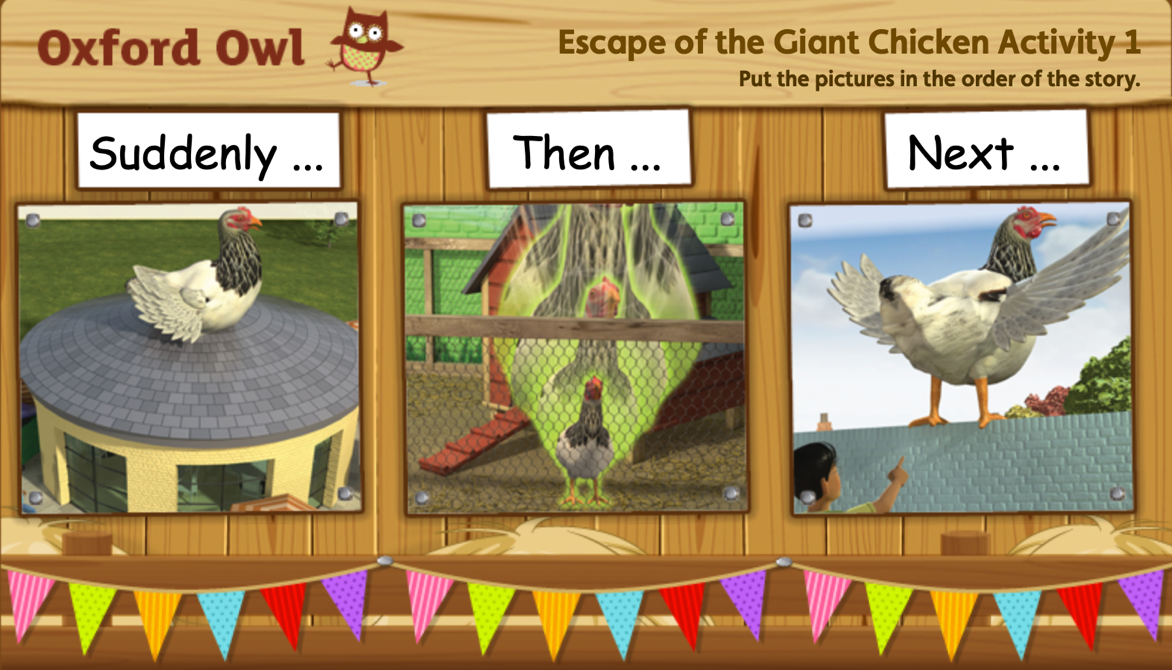 Oxford Owl
Escape of the Giant Chicken Activity 1
Put the pictures in the order of the story.
Suddenly ...
Then ...
Next ...